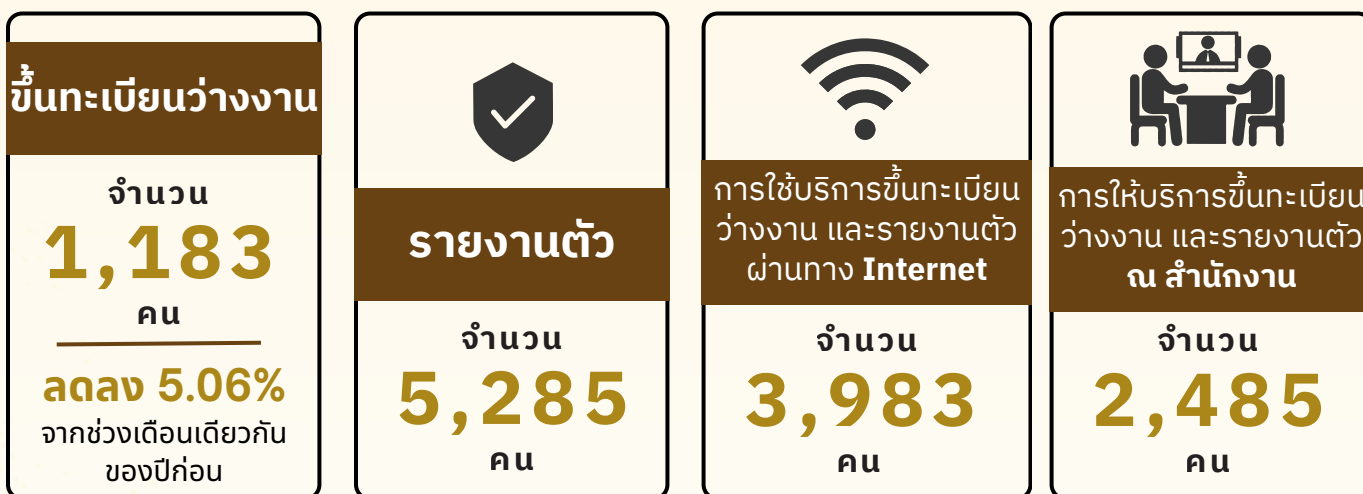 ขึ้นทะเบียนว่างงาน
จำนวน
1,183
คน
ลดลง 5.06%
จากช่วงเดือนเดียวกัน
ของปีก่อน
รายงานตัว
จำนวน
5,285
คน
การใช้บริการขึ้นทะเบียน
ว่างงาน และรายงานตัว
ผ่านทาง Internet
จำนวน
3,983
คน
การให้บริการขึ้นทะเบียน
ว่างงาน และรายงานตัว
ณ สำนักงาน
จำนวน
2,485
คน